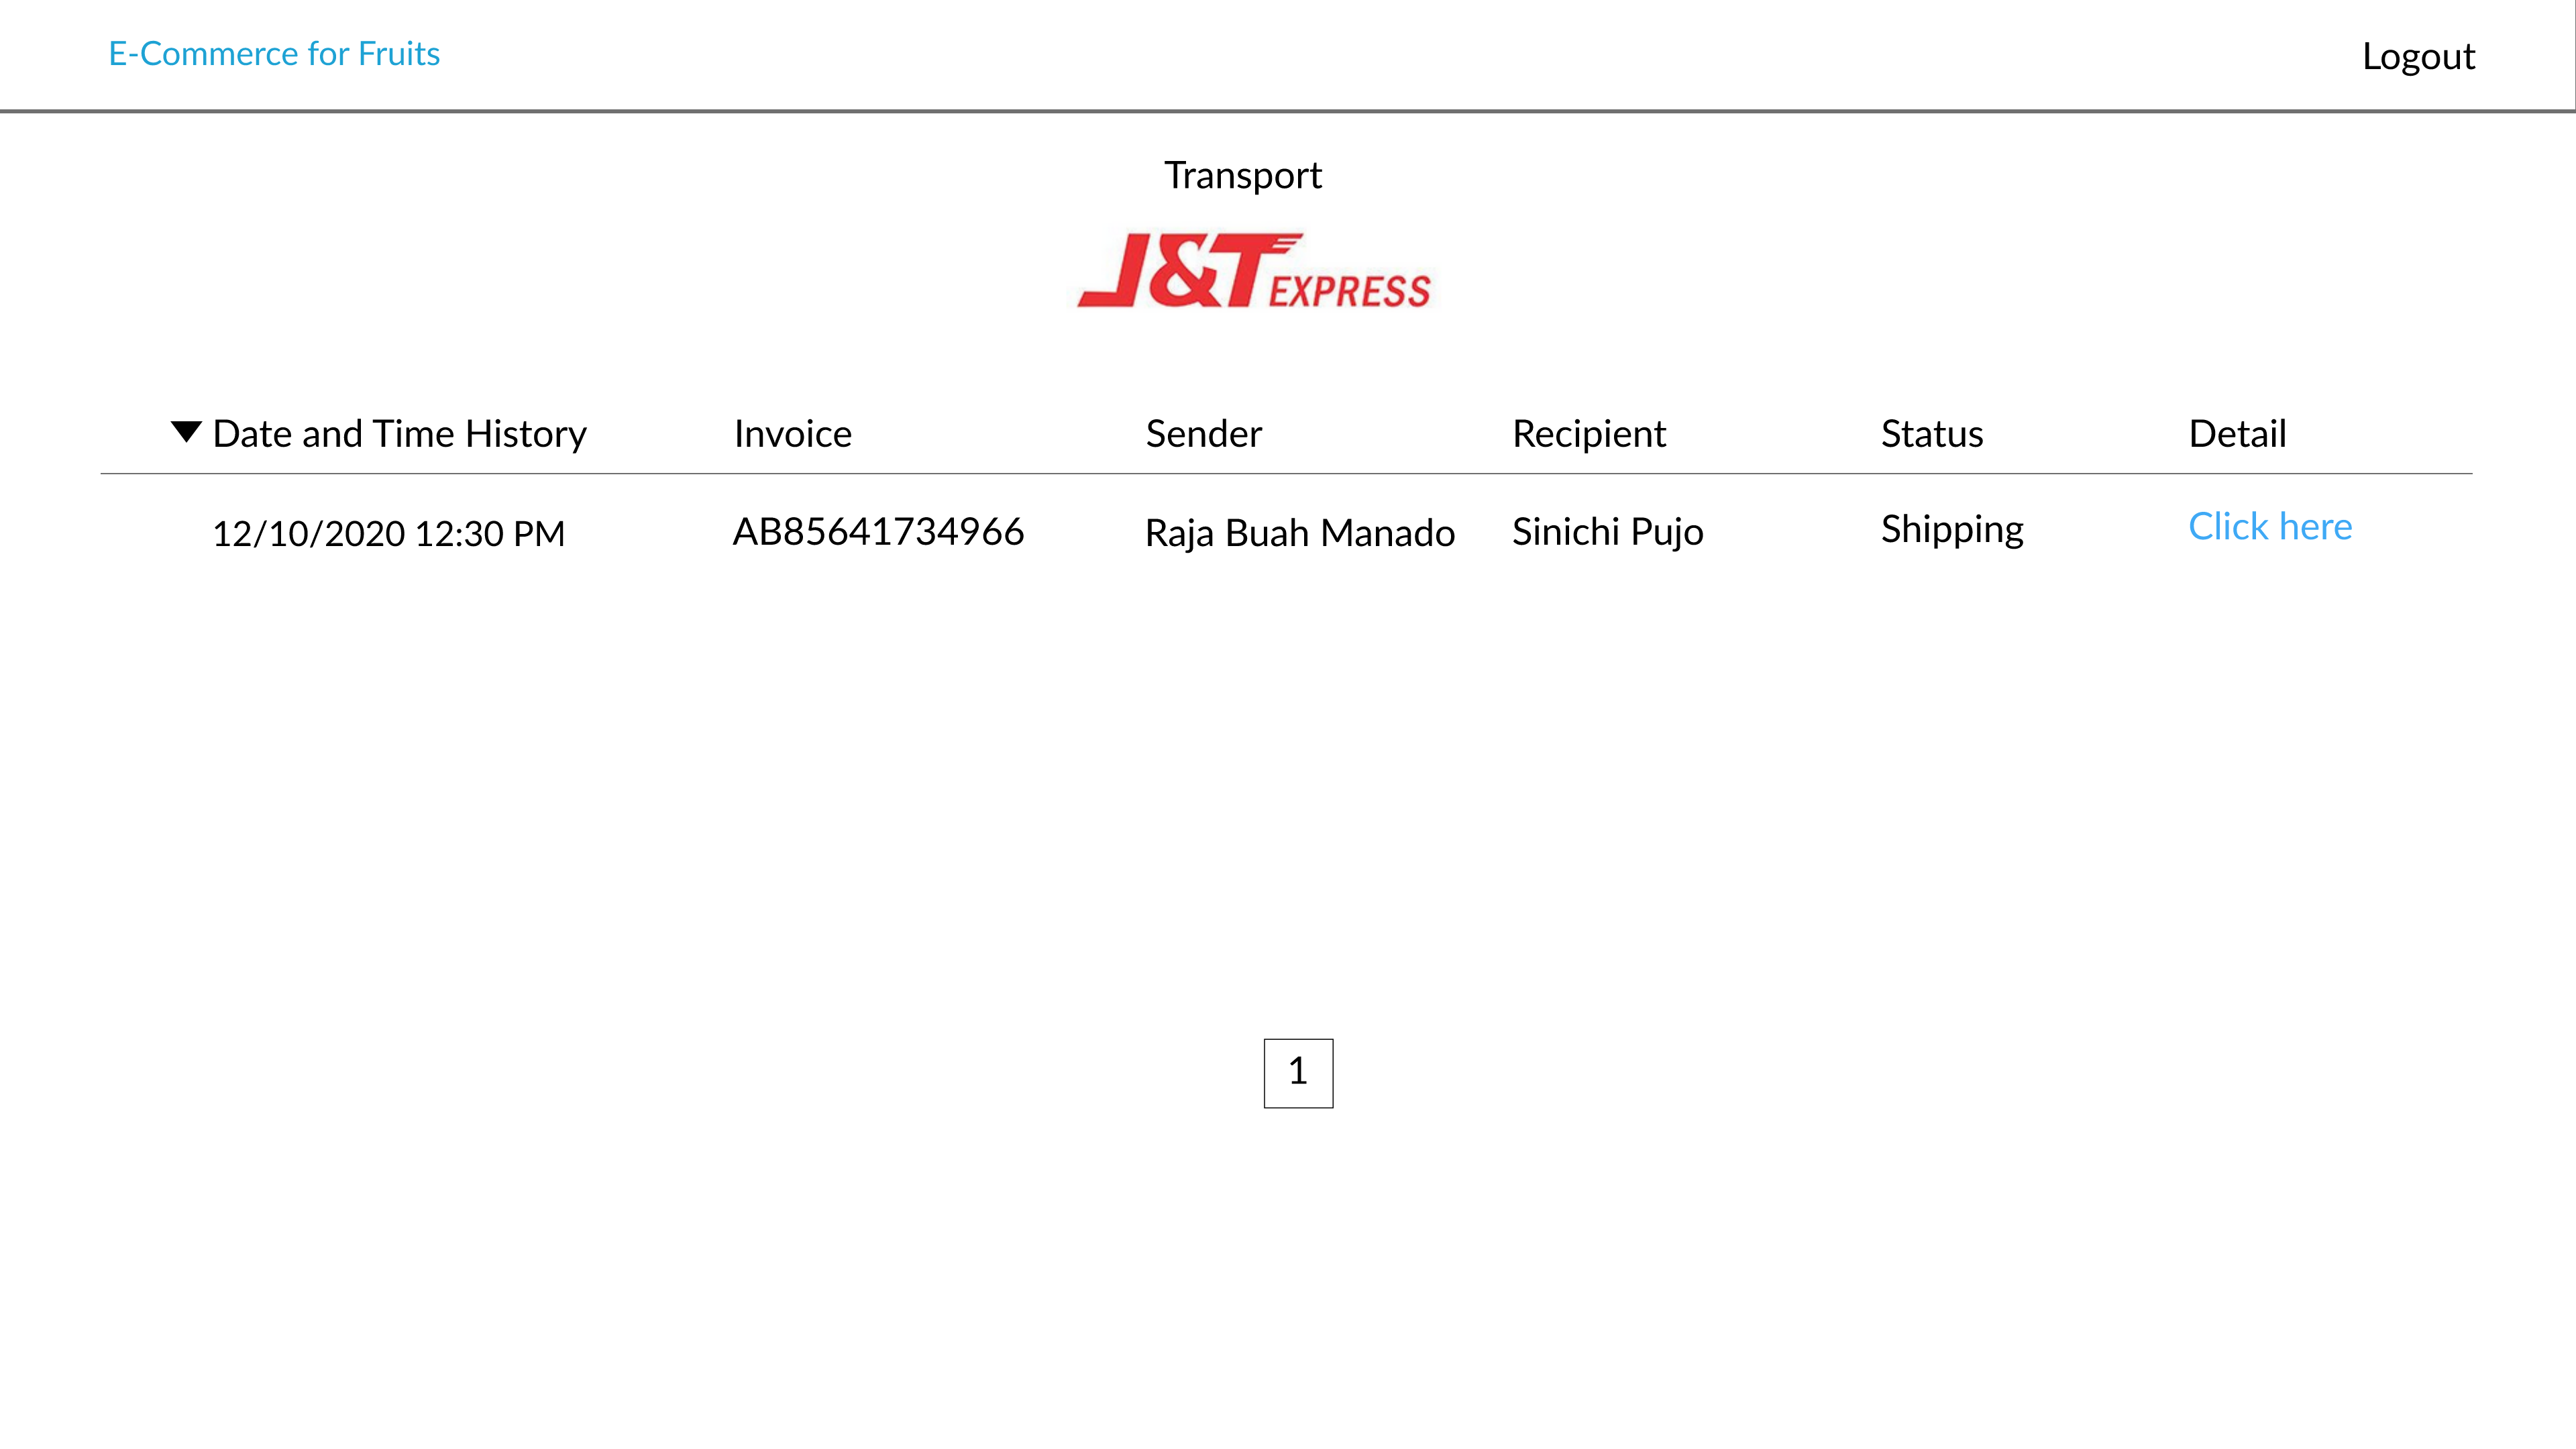 E-Commerce for Fruits Logout
Transport
J&T EXPRESS
Date and Time History Invoice Sender Recipient Status Detail
12/10/2020 12:30 PM AB85641734966 Raja Buah Manado Sinichi Pujo Shipping Click here
1